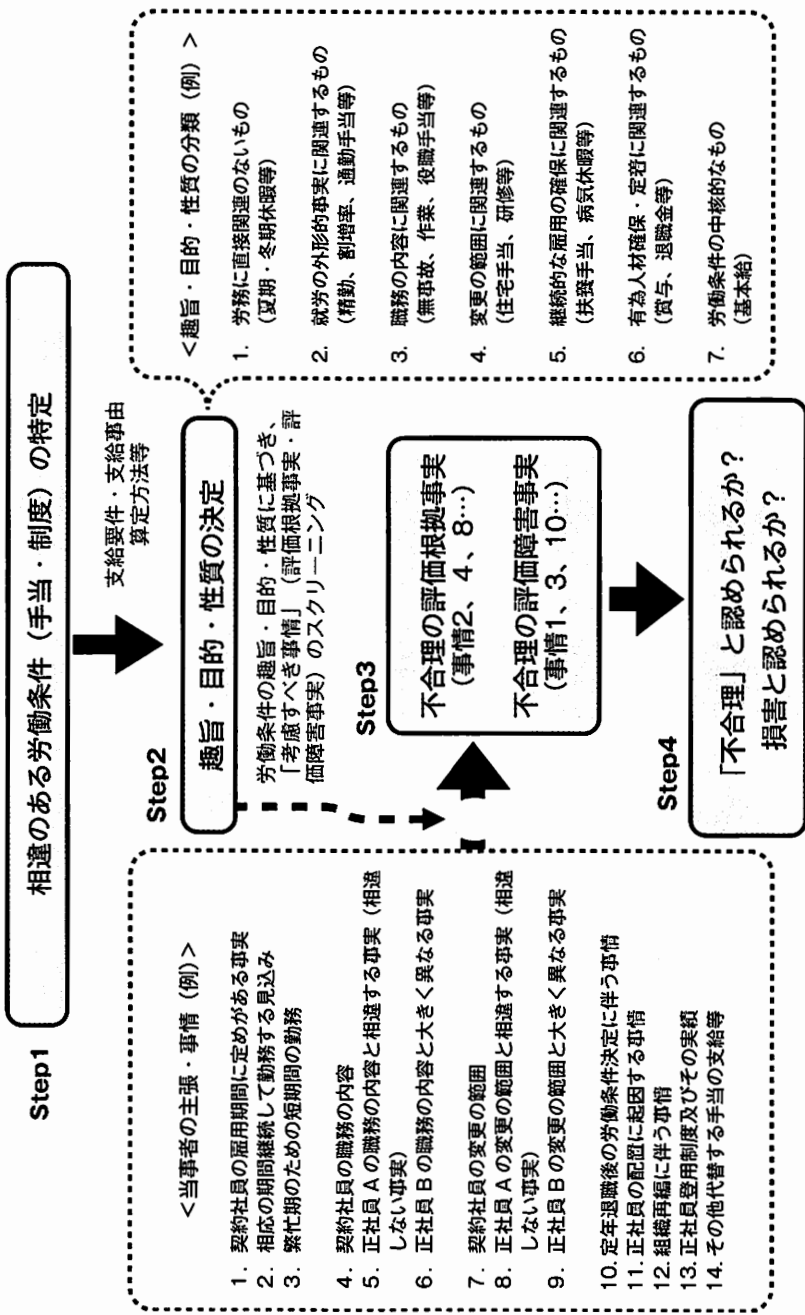 Step1
相違のある労働条件（手当・制度）の特定
支給要件・支給事由
算定方法等
Step2
趣旨・目的・性質の決定
労働条件の趣旨・目的・性質に基づき、
「考慮すべき事情」（評価根拠事実・評
価障害事実）のスクリーニング
＜趣旨・目的・性質の分類（例）＞
1. 労務に直接関連のないもの
（夏期・冬期休暇等）
2. 就労の外形的事実に関連するもの
（精勤、割増率、通勤手当等）
3. 職務の内容に関連するもの
（無事故、作業、役職手当等）
4. 変更の範囲に関連するもの
（住宅手当、研修等）
5. 継続的な雇用の確保に関連するもの
（扶養手当、病気休暇等）
6. 有為人材確保・定着に関連するもの
（賞与、退職金等）
7. 労働条件の中核的なもの
（基本給）
＜当事者の主張・事情（例）＞
1. 契約社員の雇用期間に定めがある事実
2. 相応の期間継続して勤務する見込み
3. 繁忙期のための短期間の勤務
4. 契約社員の職務の内容
5. 正社員Aの職務の内容と相違する事実（相違
しない事実）
6. 正社員Bの職務の内容と大きく異なる事実
7. 契約社員の変更の範囲
8. 正社員Aの変更の範囲と相違する事実（相違
しない事実）
9. 正社員Bの変更の範囲と大きく異なる事実
10. 定年退職後の労働条件決定に伴う事情
11. 正社員の配置に起因する事情
12. 組織再編に伴う事情
13. 正社員登用制度及びその実績
14. その他代替する手当の支給等
Step3
不合理の評価根拠事実
（事情2、4、8…）
不合理の評価障害事実
（事情1、3、10…）
Step4
「不合理」と認められるか？
損害と認められるか？